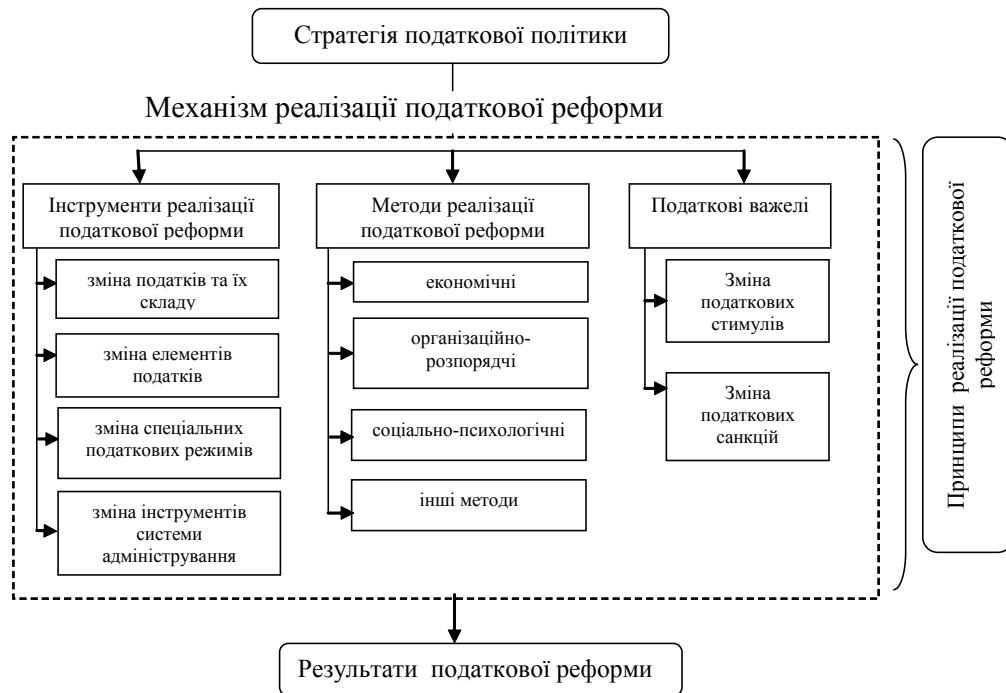 Стратегія податкової політики
Механізм реалізації податкової реформи
Інструменти реалізації
податкової реформи
зміна податків та їх
складу
зміна елементів
податків
зміна спеціальних
податкових режимів
зміна інструментів
системи
адміністрування
Методи реалізації
податкової реформи
економічні
організаційно-
розпорядчі
соціально-психологічні
інші методи
Податкові важелі
Зміна
податкових
стимулів
Зміна
податкових
санкцій
Принципи реалізації податкової
реформи
Результати податкової реформи